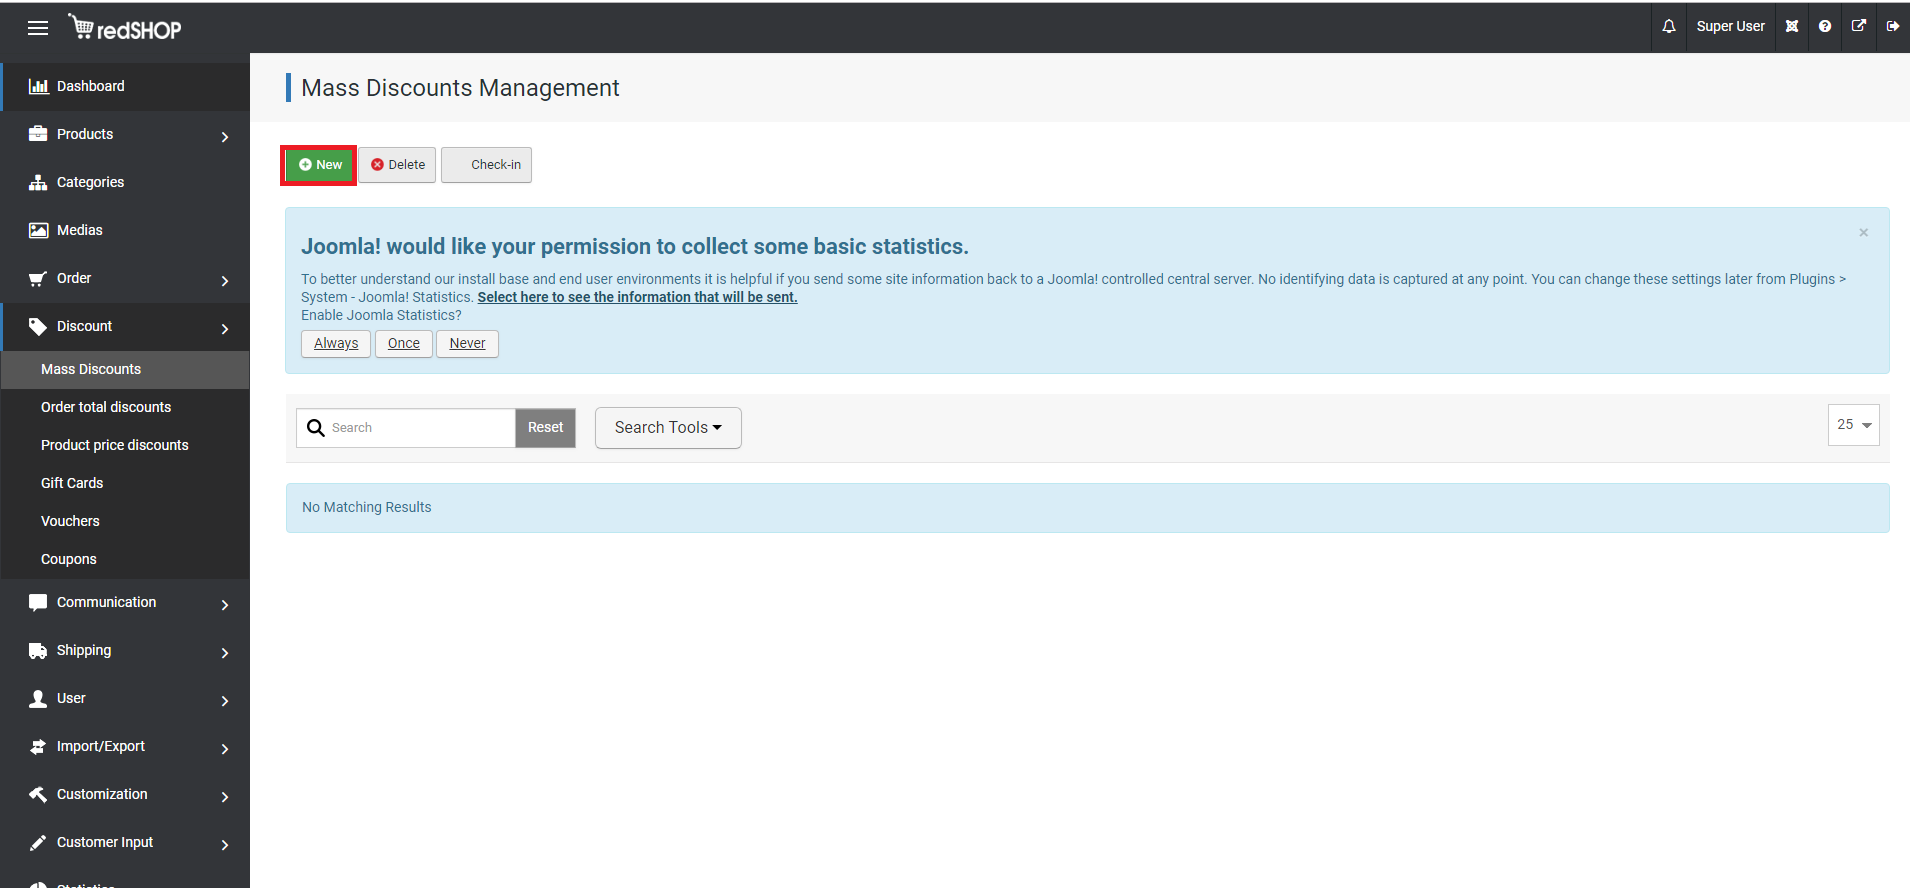 redSHOP
Super User
Dashboard
Products
Categories
Medias
Order
Discount
Mass Discounts
Order total discounts
Product price discounts
Gift Cards
Vouchers
Coupons
Communication
Shipping
User
Import/Export
Customization
Customer Input
Statistics
Mass Discounts Management
New Delete Check-in
Joomla! would like your permission to collect some basic statistics.
×
To better understand our install base and end user environments it is helpful if you send some site information back to a Joomla! controlled central server. No identifying data is captured at any point. You can change these settings later from Plugins >
System - Joomla! Statistics. Select here to see the information that will be sent.
Enable Joomla Statistics?
Always Once Never
Search Reset Search Tools 25
No Matching Results